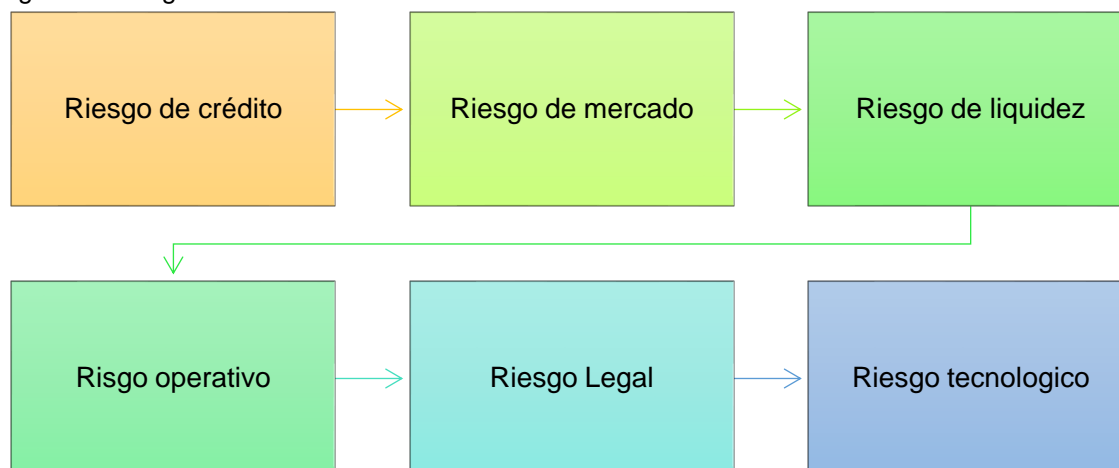 Riesgo de crédito
Riesgo de mercado
Riesgo de liquidez
Risgo operativo
Riesgo Legal
Riesgo tecnologico